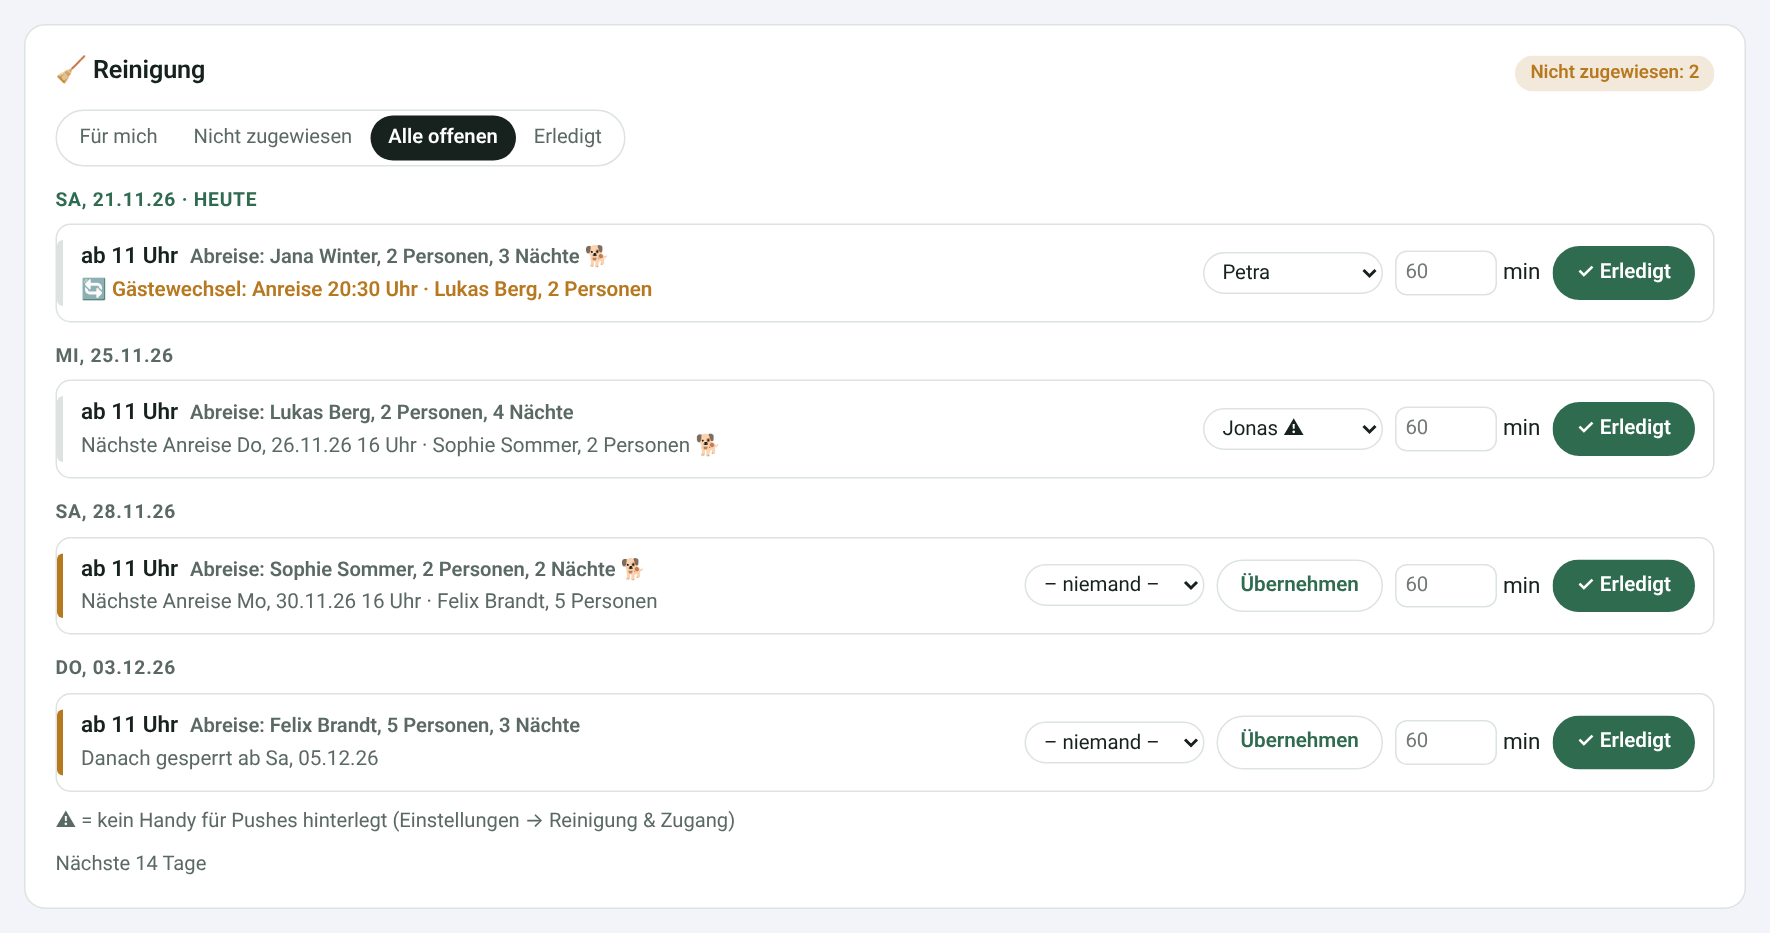 🧹 Reinigung
Nicht zugewiesen: 2
Für mich Nicht zugewiesen Alle offenen Erledigt
SA, 21.11.26 · HEUTE
ab 11 Uhr Abreise: Jana Winter, 2 Personen, 3 Nächte 🐕
🔄 Gästewechsel: Anreise 20:30 Uhr · Lukas Berg, 2 Personen
Petra 60 min ✓ Erledigt
MI, 25.11.26
ab 11 Uhr Abreise: Lukas Berg, 2 Personen, 4 Nächte
Nächste Anreise Do, 26.11.26 16 Uhr · Sophie Sommer, 2 Personen 🐕
Jonas ⚠ 60 min ✓ Erledigt
SA, 28.11.26
ab 11 Uhr Abreise: Sophie Sommer, 2 Personen, 2 Nächte 🐕
Nächste Anreise Mo, 30.11.26 16 Uhr · Felix Brandt, 5 Personen
– niemand – Übernehmen 60 min ✓ Erledigt
DO, 03.12.26
ab 11 Uhr Abreise: Felix Brandt, 5 Personen, 3 Nächte
Danach gesperrt ab Sa, 05.12.26
– niemand – Übernehmen 60 min ✓ Erledigt
⚠ = kein Handy für Pushes hinterlegt (Einstellungen → Reinigung & Zugang)
Nächste 14 Tage